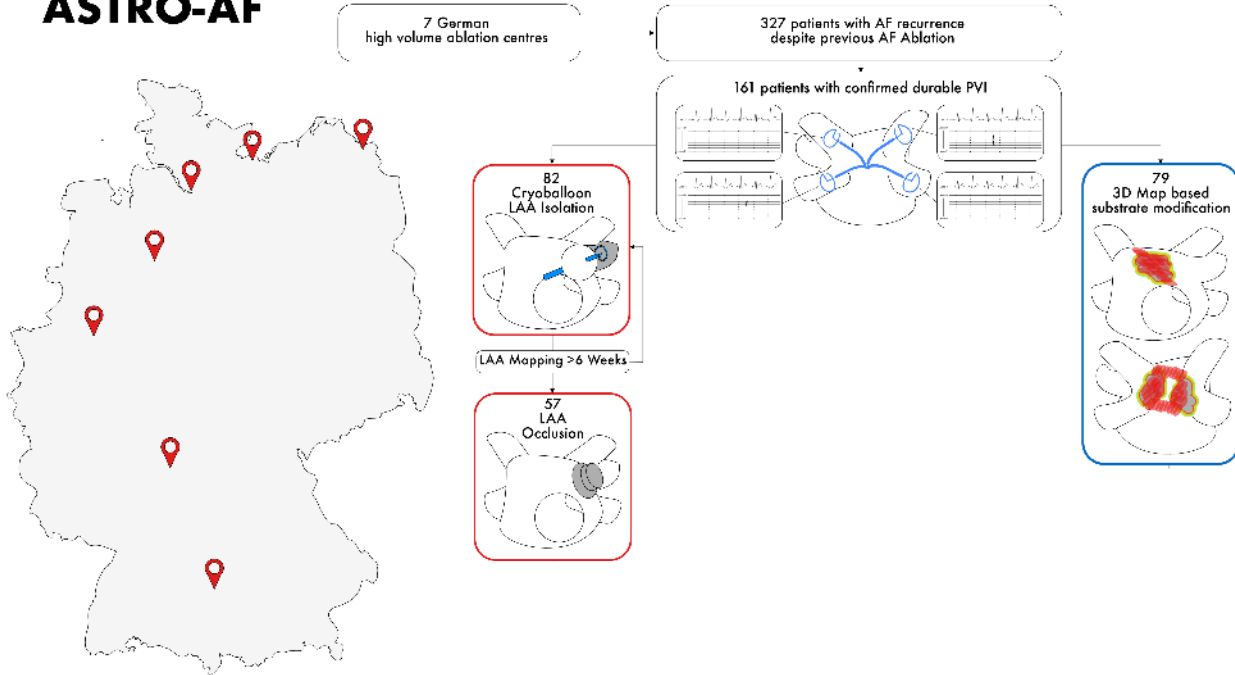 ASTRO-AF
7 German
high volume ablation centres
327 patients with AF recurrence
despite previous AF Ablation
161 patients with confirmed durable PVI
82
Cryoballoon
LAA Isolation
79
3D Map based
substrate modification
LAA Mapping >6 Weeks
57
LAA
Occlusion